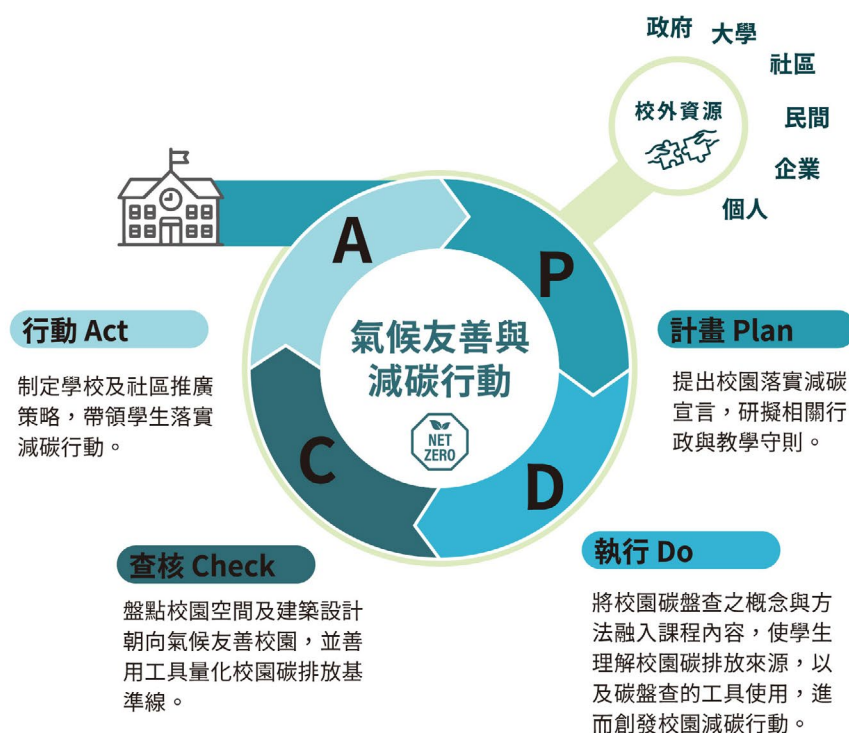 政府
大學
社區
民間
企業
個人
校外資源
A
P
C
D
氣候友善與
減碳行動
NET
ZERO
行動 Act
制定學校及社區推廣
策略，帶領學生落實
減碳行動。
計畫 Plan
提出校園落實減碳
宣言，研擬相關行
政與教學守則。
查核 Check
盤點校園空間及建築設計
朝向氣候友善校園，並善
用工具量化校園碳排放基
準線。
執行 Do
將校園碳盤查之概念與方
法融入課程內容，使學生
理解校園碳排放來源，以
及碳盤查的工具使用，進
而創發校園減碳行動。